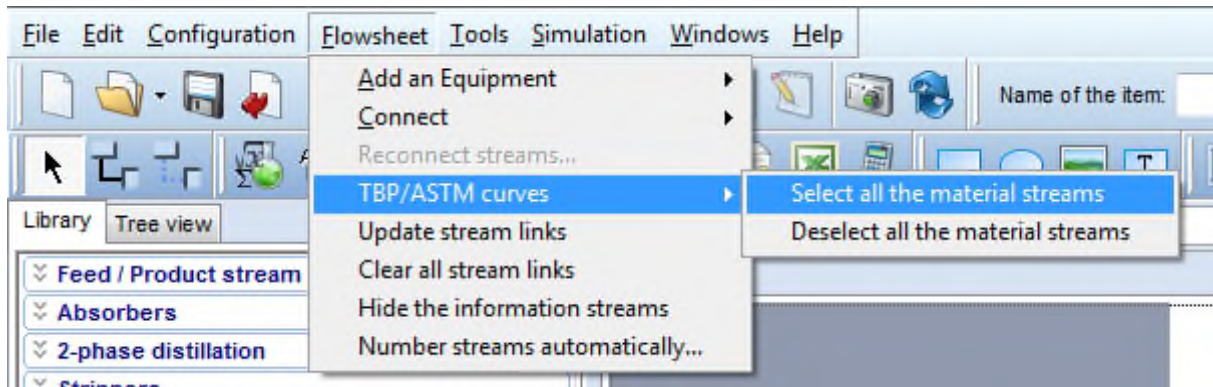 File Edit Configuration Flowsheet Tools Simulation Windows Help
Name of the item:
Add an Equipment
Connect
Reconnect streams...
TBP/ASTM curves
Select all the material streams
Deselect all the material streams
Update stream links
Clear all stream links
Hide the information streams
Number streams automatically...
Library Tree view
Feed / Product stream
Absorbers
2-phase distillation
Strippers